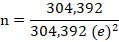 n = 304,392 / 304,392 (e)²